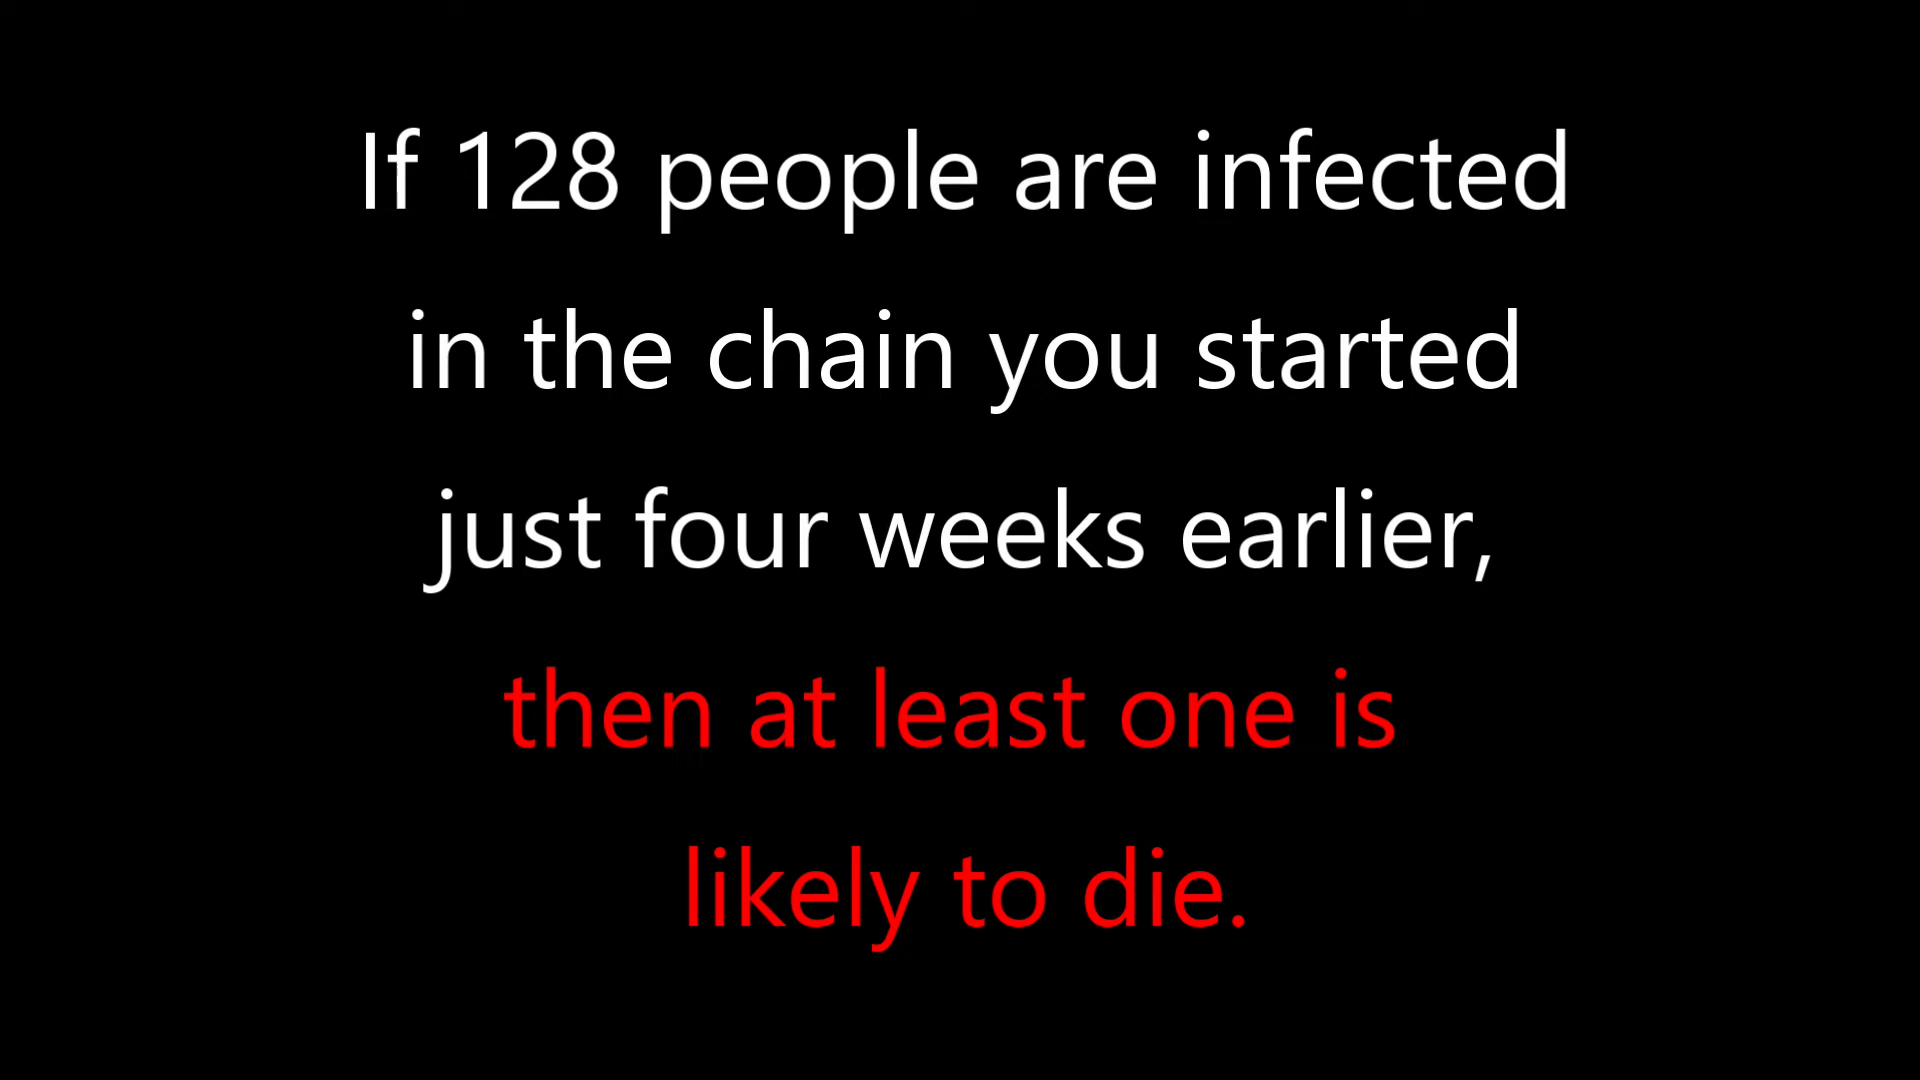 If 128 people are infected
in the chain you started
just four weeks earlier,
then at least one is
likely to die.